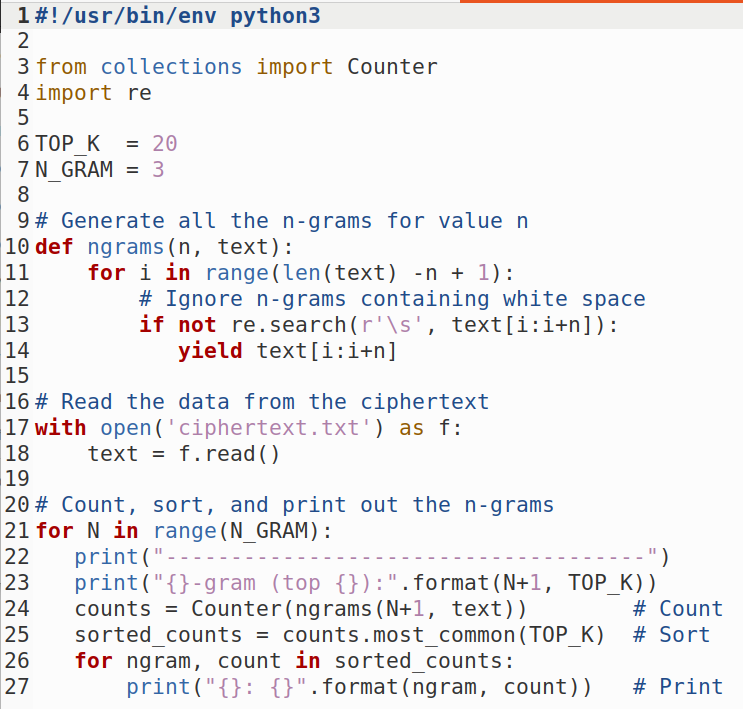 1 #!/usr/bin/env python3
2
3 from collections import Counter
4 import re
5
6 TOP_K  = 20
7 N_GRAM = 3
8
9 # Generate all the n-grams for value n
10 def ngrams(n, text):
11     for i in range(len(text) -n + 1):
12         # Ignore n-grams containing white space
13         if not re.search(r'\s', text[i:i+n]):
14            yield text[i:i+n]
15
16 # Read the data from the ciphertext
17 with open('ciphertext.txt') as f:
18     text = f.read()
19
20 # Count, sort, and print out the n-grams
21 for N in range(N_GRAM):
22    print("-------------------------------------")
23    print("{}-gram (top {}):".format(N+1, TOP_K))
24    counts = Counter(ngrams(N+1, text))        # Count
25    sorted_counts = counts.most_common(TOP_K)  # Sort
26    for ngram, count in sorted_counts:
27        print("{}: {}".format(ngram, count))   # Print